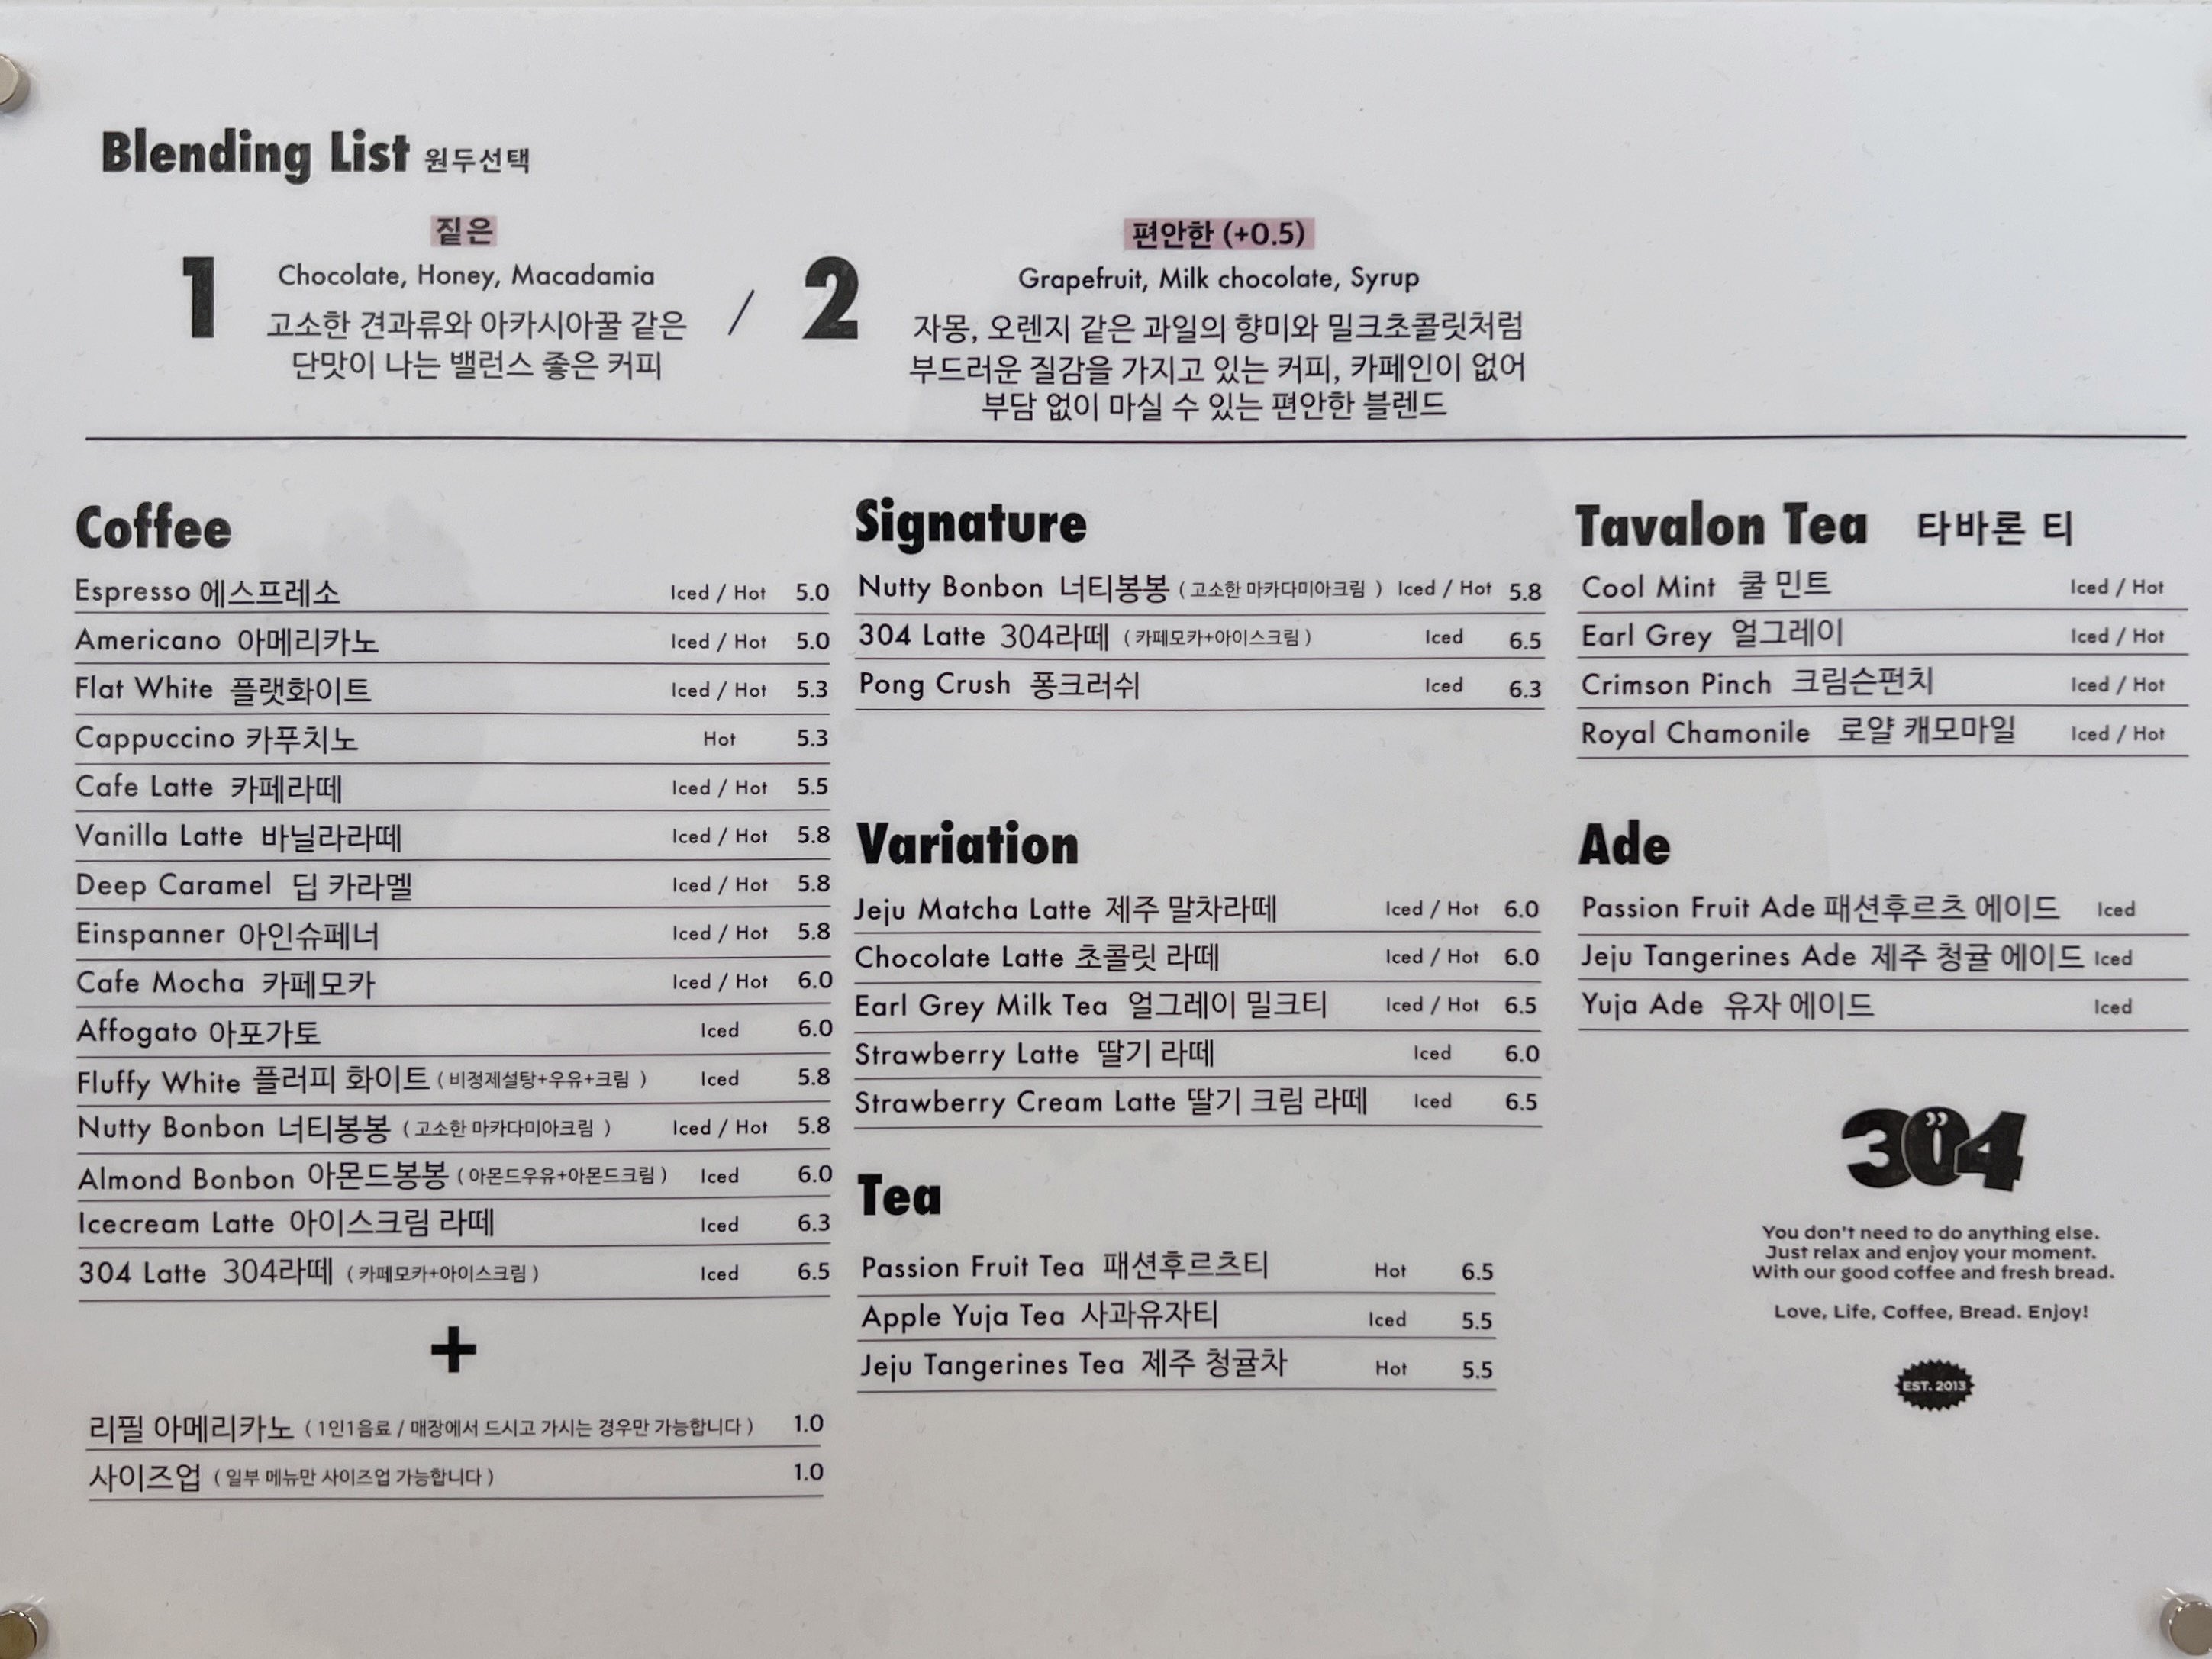 Blending List 원두선택
짙은
1
Chocolate, Honey, Macadamia
고소한 견과류와 아카시아꿀 같은
단맛이 나는 밸런스 좋은 커피
/
편안한 (+0.5)
2
Grapefruit, Milk chocolate, Syrup
자몽, 오렌지 같은 과일의 향미와 밀크초콜릿처럼
부드러운 질감을 가지고 있는 커피, 카페인이 없어
부담 없이 마실 수 있는 편안한 블렌드
Coffee
Espresso 에스프레소 Iced / Hot 5.0
Americano 아메리카노 Iced / Hot 5.0
Flat White 플랫화이트 Iced / Hot 5.3
Cappuccino 카푸치노 Hot 5.3
Cafe Latte 카페라떼 Iced / Hot 5.5
Vanilla Latte 바닐라라떼 Iced / Hot 5.8
Deep Caramel 딥 카라멜 Iced / Hot 5.8
Einspanner 아인슈페너 Iced / Hot 5.8
Cafe Mocha 카페모카 Iced / Hot 6.0
Affogato 아포가토 Iced 6.0
Fluffy White 플러피 화이트 ( 비정제설탕+우유+크림 ) Iced 5.8
Nutty Bonbon 너티봉봉 ( 고소한 마카다미아크림 ) Iced / Hot 5.8
Almond Bonbon 아몬드봉봉 ( 아몬드우유+아몬드크림 ) Iced 6.0
Icecream Latte 아이스크림 라떼 Iced 6.3
304 Latte 304라떼 ( 카페모카+아이스크림 ) Iced 6.5
+
리필 아메리카노 ( 1인1음료 / 매장에서 드시고 가시는 경우만 가능합니다 ) 1.0
사이즈업 ( 일부 메뉴만 사이즈업 가능합니다 ) 1.0
Signature
Nutty Bonbon 너티봉봉 ( 고소한 마카다미아크림 ) Iced / Hot 5.8
304 Latte 304라떼 ( 카페모카+아이스크림 ) Iced 6.5
Pong Crush 퐁크러쉬 Iced 6.3
Variation
Jeju Matcha Latte 제주 말차라떼 Iced / Hot 6.0
Chocolate Latte 초콜릿 라떼 Iced / Hot 6.0
Earl Grey Milk Tea 얼그레이 밀크티 Iced / Hot 6.5
Strawberry Latte 딸기 라떼 Iced 6.0
Strawberry Cream Latte 딸기 크림 라떼 Iced 6.5
Tea
Passion Fruit Tea 패션후르츠티 Hot 6.5
Apple Yuja Tea 사과유자티 Iced 5.5
Jeju Tangerines Tea 제주 청귤차 Hot 5.5
Tavalon Tea 타바론 티
Cool Mint 쿨 민트 Iced / Hot
Earl Grey 얼그레이 Iced / Hot
Crimson Pinch 크림슨펀치 Iced / Hot
Royal Chamonile 로얄 캐모마일 Iced / Hot
Ade
Passion Fruit Ade 패션후르츠 에이드 Iced
Jeju Tangerines Ade 제주 청귤 에이드 Iced
Yuja Ade 유자 에이드 Iced
304
You don't need to do anything else.
Just relax and enjoy your moment.
With our good coffee and fresh bread.
Love, Life, Coffee, Bread. Enjoy!
EST. 2013